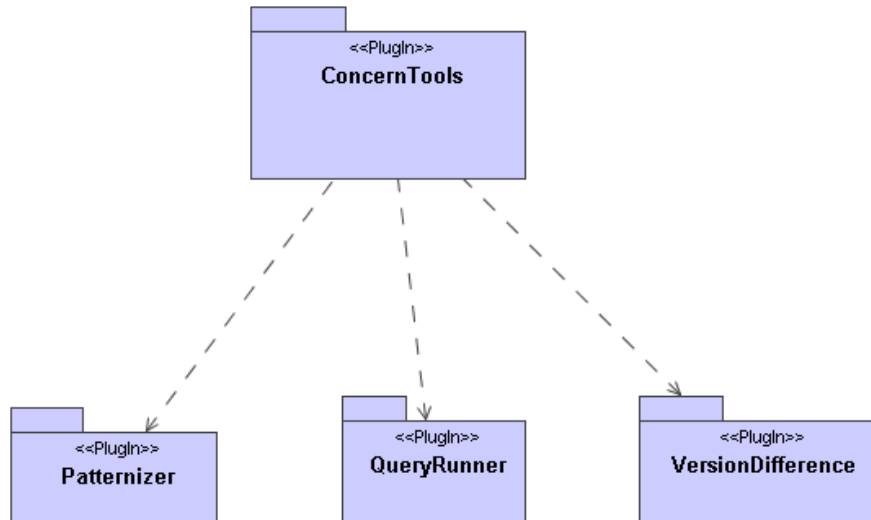 <<PlugIn>>
ConcernTools
<<PlugIn>>
Patternizer
<<PlugIn>>
QueryRunner
<<PlugIn>>
VersionDifference